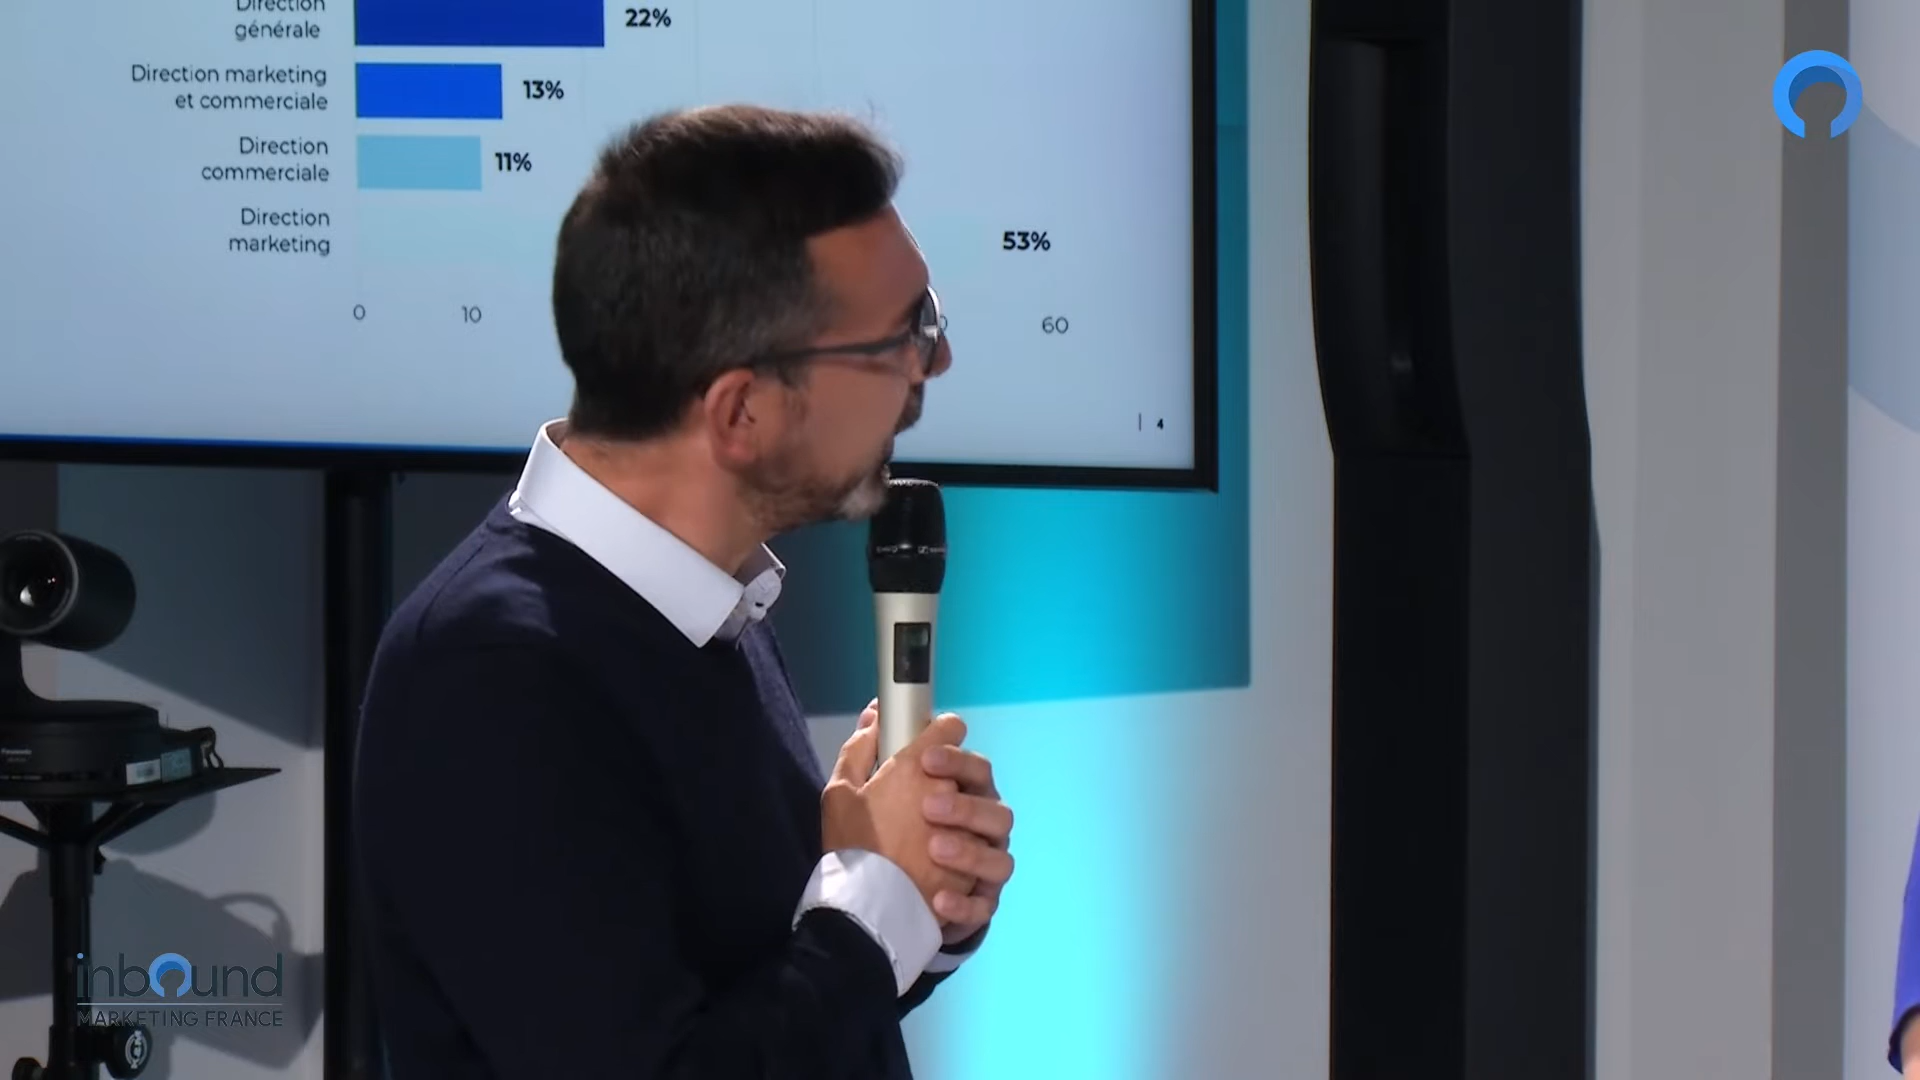 Direction
générale
22%
Direction marketing
et commerciale
13%
Direction
commerciale
11%
Direction
marketing
53%
0
10
60
4
inbound
MARKETING FRANCE